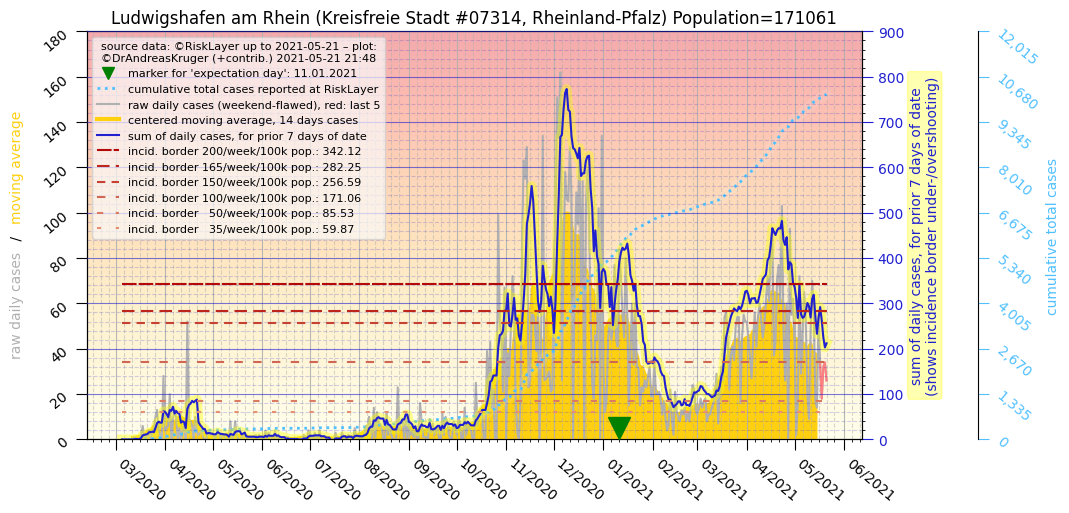 Ludwigshafen am Rhein (Kreisfreie Stadt #07314, Rheinland-Pfalz) Population=171061
source data: ©RiskLayer up to 2021-05-21 – plot:
©DrAndreasKruger (+contrib.) 2021-05-21 21:48
marker for 'expectation day': 11.01.2021
cumulative total cases reported at RiskLayer
raw daily cases (weekend-flawed), red: last 5
centered moving average, 14 days cases
sum of daily cases, for prior 7 days of date
incid. border 200/week/100k pop.: 342.12
incid. border 165/week/100k pop.: 282.25
incid. border 150/week/100k pop.: 256.59
incid. border 100/week/100k pop.: 171.06
incid. border   50/week/100k pop.: 85.53
incid. border   35/week/100k pop.: 59.87
raw daily cases / moving average
180
160
140
120
100
80
60
40
20
0
03/2020
04/2020
05/2020
06/2020
07/2020
08/2020
09/2020
10/2020
11/2020
12/2020
01/2021
02/2021
03/2021
04/2021
05/2021
06/2021
900
800
700
600
500
400
300
200
100
0
sum of daily cases, for prior 7 days of date
(shows incidence border under-/overshooting)
12,015
10,680
9,345
8,010
6,675
5,340
4,005
2,670
1,335
0
cumulative total cases